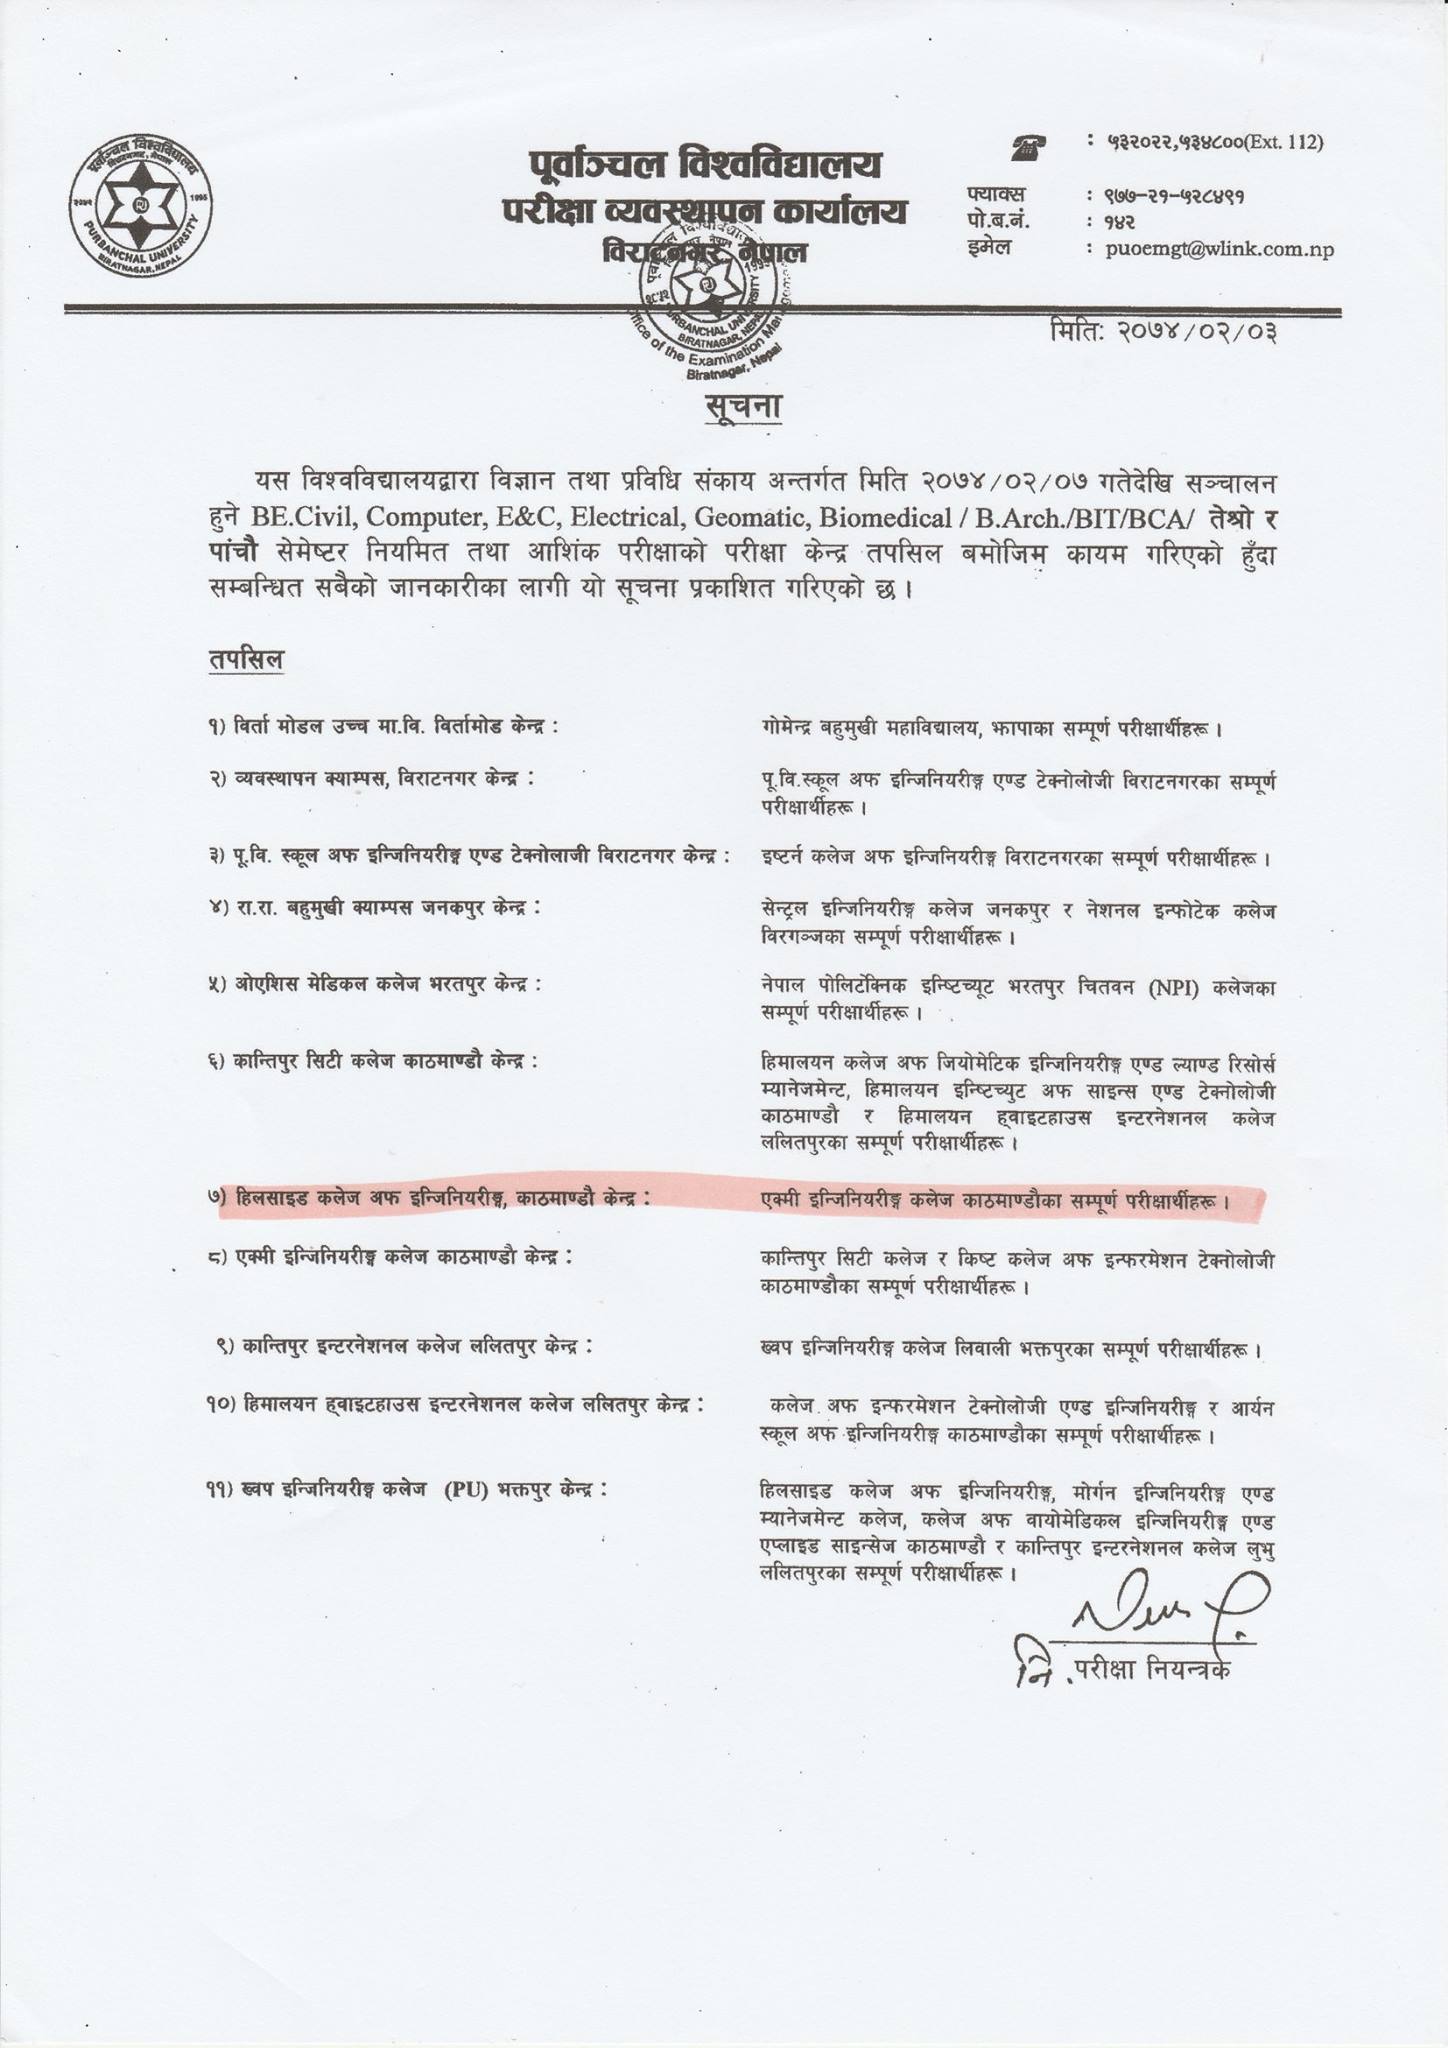 पूर्वाञ्चल विश्वविद्यालय
विराटनगर, नेपाल
२०५२
1995
PURBANCHAL UNIVERSITY
BIRATNAGAR, NEPAL
पूर्वाञ्चल विश्वविद्यालय
परीक्षा व्यवस्थापन कार्यालय
विराटनगर, नेपाल
: ५३२०२२,५३४८००(Ext. 112)
फ्याक्स : ९७७-२१-५२८४९१
पो.ब.नं. : १४२
इमेल : puoemgt@wlink.com.np
1995
PURBANCHAL UNIVERSITY
BIRATNAGAR, NEPAL
Office of the Examination
Biratnagar, Nepal
मितिः २०७४/०२/०३
सूचना
यस विश्वविद्यालयद्वारा विज्ञान तथा प्रविधि संकाय अन्तर्गत मिति २०७४/०२/०७ गतेदेखि सञ्चालन
हुने BE.Civil, Computer, E&C, Electrical, Geomatic, Biomedical / B.Arch./BIT/BCA/ तेश्रो र
पांचौ सेमेष्टर नियमित तथा आशिंक परीक्षाको परीक्षा केन्द्र तपसिल बमोजिम कायम गरिएको हुँदा
सम्बन्धित सबैको जानकारीका लागी यो सूचना प्रकाशित गरिएको छ ।
तपसिल
१) विर्ता मोडल उच्च मा.वि. विर्तामोड केन्द्र : गोमेन्द्र बहुमुखी महाविद्यालय, झापाका सम्पूर्ण परीक्षार्थीहरू ।
२) व्यवस्थापन क्याम्पस, विराटनगर केन्द्र : पू.वि.स्कूल अफ इन्जिनियरीङ्ग एण्ड टेक्नोलोजी विराटनगरका सम्पूर्ण
परीक्षार्थीहरू ।
३) पू.वि. स्कूल अफ इन्जिनियरीङ्ग एण्ड टेक्नोलाजी विराटनगर केन्द्र : इष्टर्न कलेज अफ इन्जिनियरीङ्ग विराटनगरका सम्पूर्ण परीक्षार्थीहरू ।
४) रा.रा. बहुमुखी क्याम्पस जनकपुर केन्द्र : सेन्ट्रल इन्जिनियरीङ्ग कलेज जनकपुर र नेशनल इन्फोटेक कलेज
विरगञ्जका सम्पूर्ण परीक्षार्थीहरू ।
५) ओएशिस मेडिकल कलेज भरतपुर केन्द्र : नेपाल पोलिटेक्निक इन्ष्टिच्यूट भरतपुर चितवन (NPI) कलेजका
सम्पूर्ण परीक्षार्थीहरू ।
६) कान्तिपुर सिटी कलेज काठमाण्डौ केन्द्र : हिमालयन कलेज अफ जियोमेटिक इन्जिनियरीङ्ग एण्ड ल्याण्ड रिसोर्स
म्यानेजमेन्ट, हिमालयन इन्ष्टिच्युट अफ साइन्स एण्ड टेक्नोलोजी
काठमाण्डौ र हिमालयन ह्वाइटहाउस इन्टरनेशनल कलेज
ललितपुरका सम्पूर्ण परीक्षार्थीहरू ।
७) हिलसाइड कलेज अफ इन्जिनियरीङ्ग, काठमाण्डौ केन्द्र : एक्मी इन्जिनियरीङ्ग कलेज काठमाण्डौका सम्पूर्ण परीक्षार्थीहरू ।
८) एक्मी इन्जिनियरीङ्ग कलेज काठमाण्डौ केन्द्र : कान्तिपुर सिटी कलेज र किष्ट कलेज अफ इन्फरमेशन टेक्नोलोजी
काठमाण्डौका सम्पूर्ण परीक्षार्थीहरू ।
९) कान्तिपुर इन्टरनेशनल कलेज ललितपुर केन्द्र : ख्वप इन्जिनियरीङ्ग कलेज लिवाली भक्तपुरका सम्पूर्ण परीक्षार्थीहरू ।
१०) हिमालयन ह्वाइटहाउस इन्टरनेशनल कलेज ललितपुर केन्द्र : कलेज अफ इन्फरमेशन टेक्नोलोजी एण्ड इन्जिनियरीङ्ग र आर्यन
स्कूल अफ इन्जिनियरीङ्ग काठमाण्डौका सम्पूर्ण परीक्षार्थीहरू ।
११) ख्वप इन्जिनियरीङ्ग कलेज (PU) भक्तपुर केन्द्र : हिलसाइड कलेज अफ इन्जिनियरीङ्ग, मोर्गन इन्जिनियरीङ्ग एण्ड
म्यानेजमेन्ट कलेज, कलेज अफ वायोमेडिकल इन्जिनियरीङ्ग एण्ड
एप्लाइड साइन्सेज काठमाण्डौ र कान्तिपुर इन्टरनेशनल कलेज लुभु
ललितपुरका सम्पूर्ण परीक्षार्थीहरू ।
नि. परीक्षा नियन्त्रक